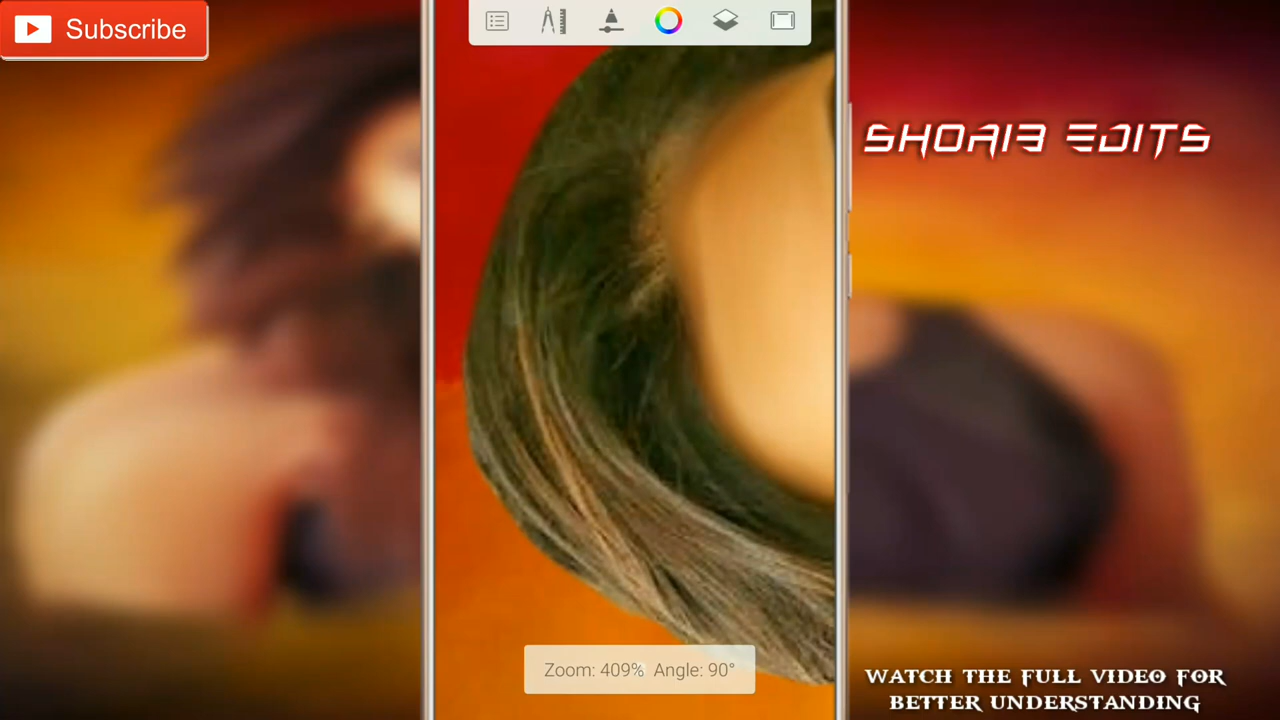 Subscribe
SHOAIB EDITS
Zoom: 409% Angle: 90°
WATCH THE FULL VIDEO FOR
BETTER UNDERSTANDING